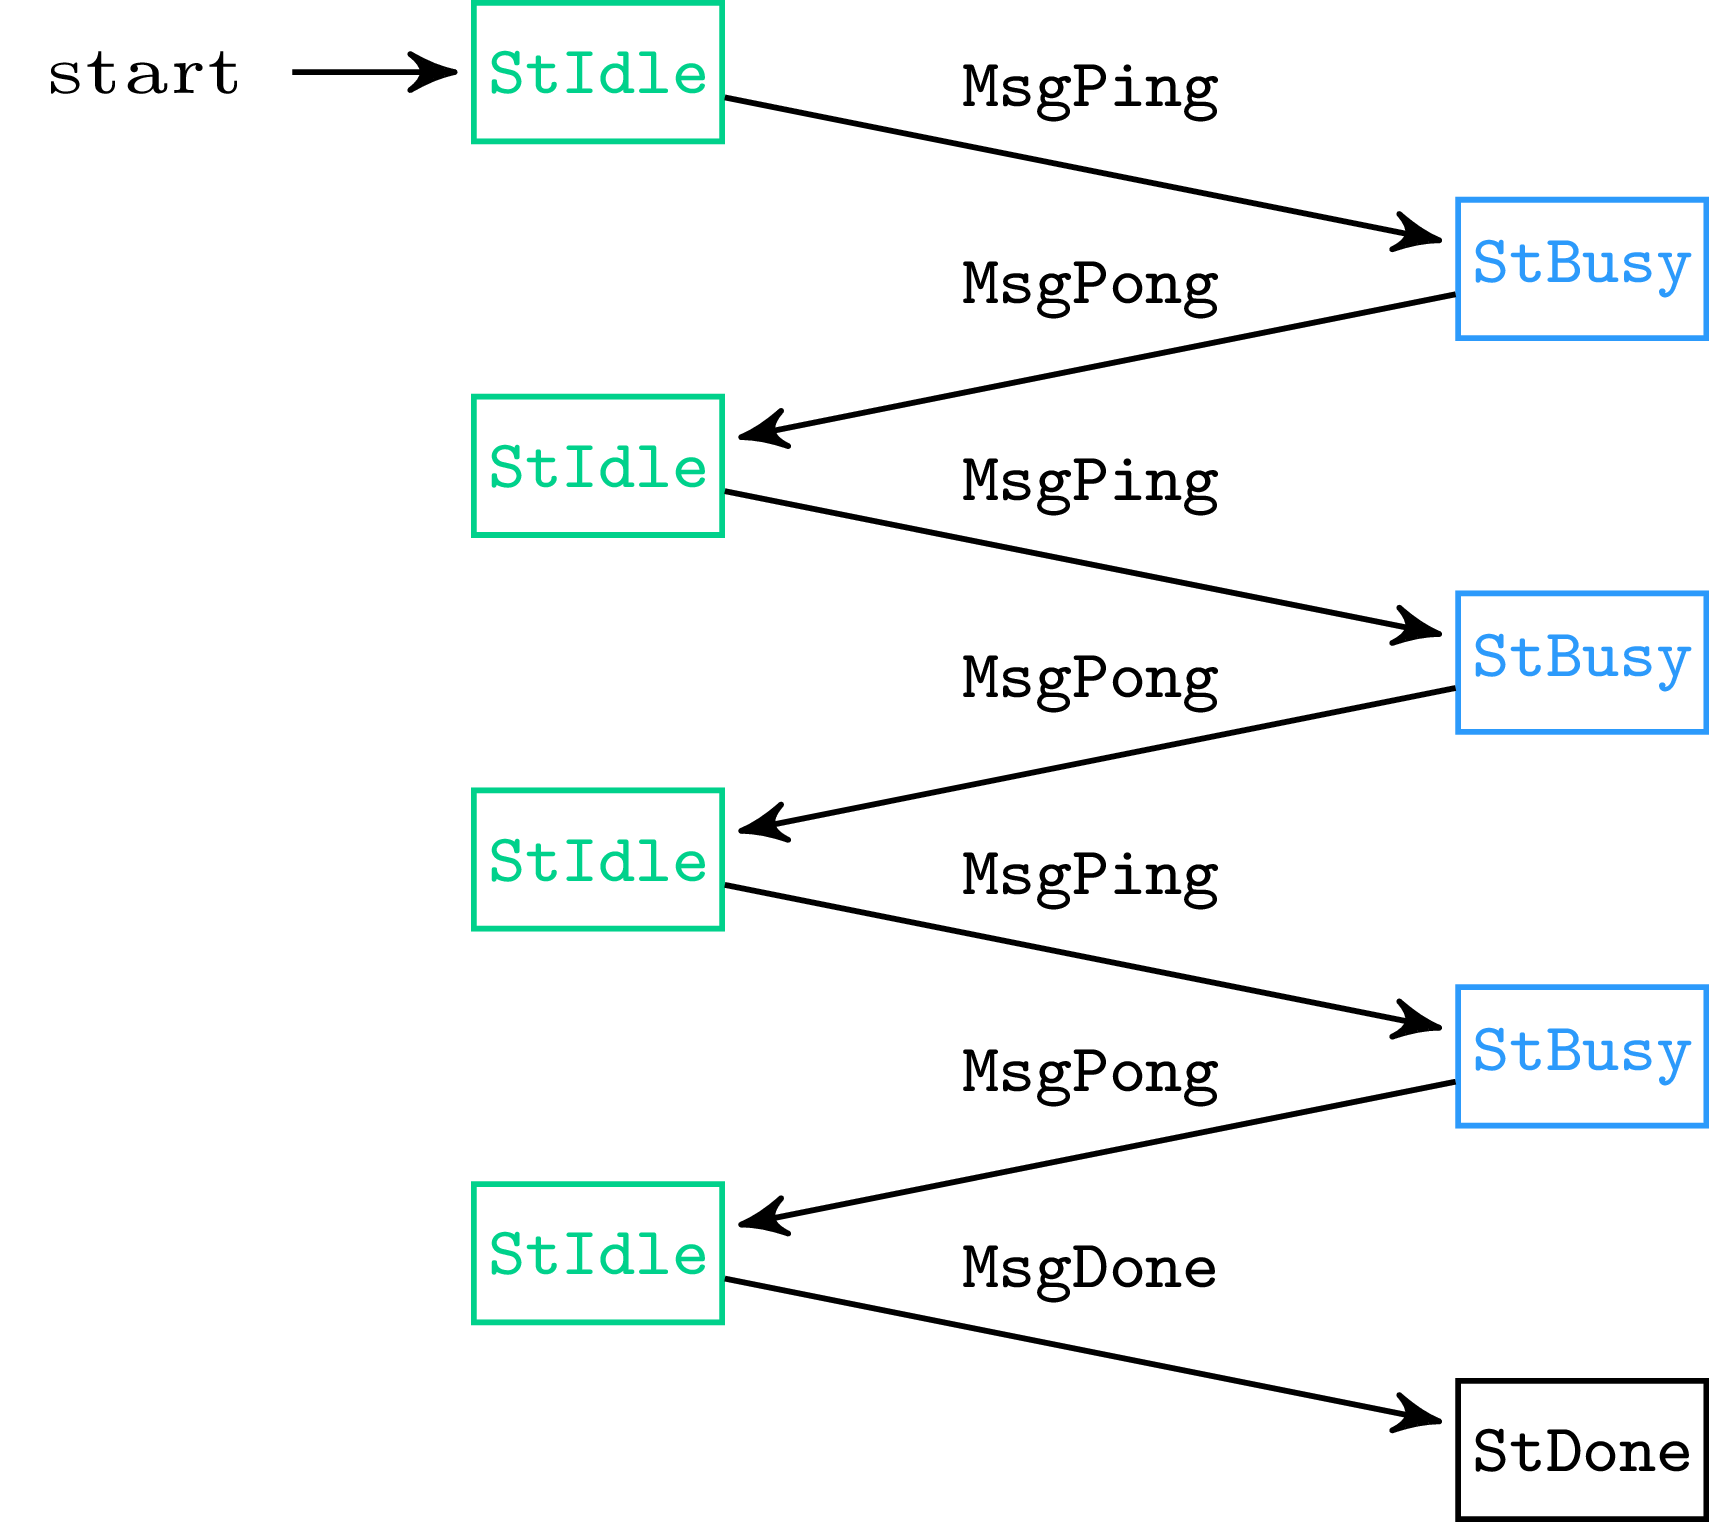 start
StIdle
MsgPing
StBusy
MsgPong
StIdle
MsgPing
StBusy
MsgPong
StIdle
MsgPing
StBusy
MsgPong
StIdle
MsgDone
StDone